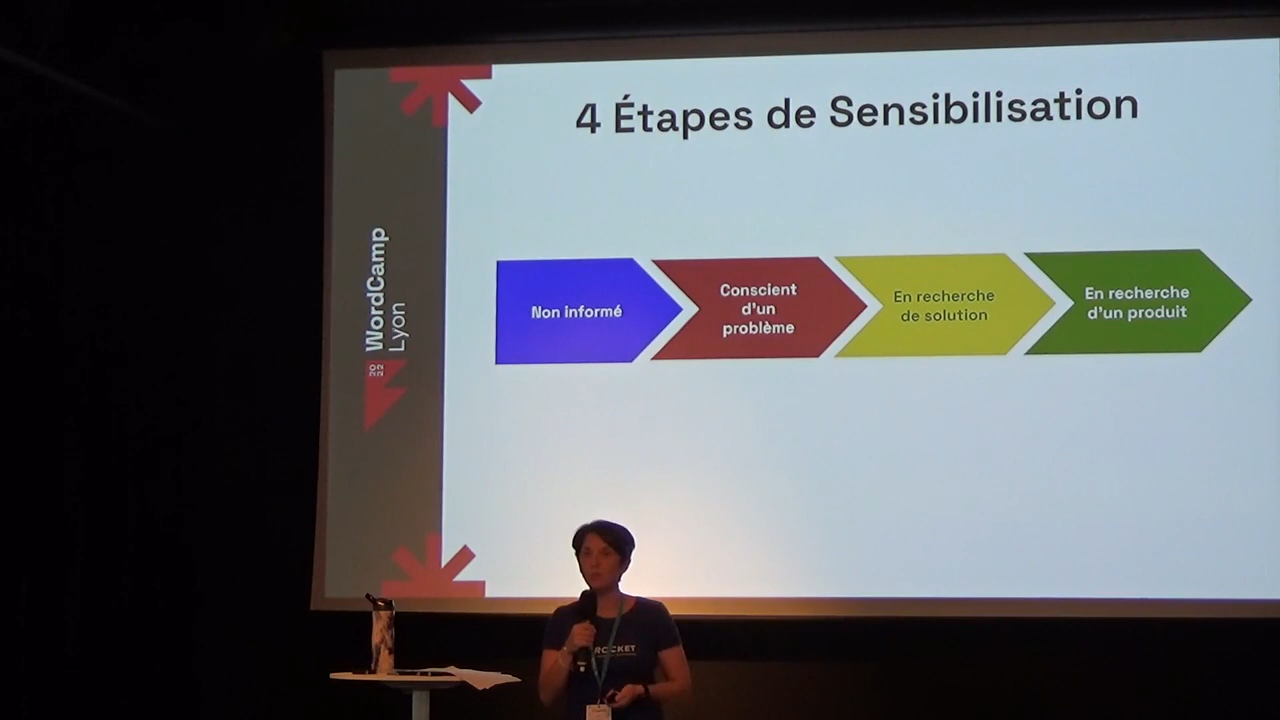 4 Étapes de Sensibilisation
WordCamp
Lyon
20
22
Non informé
Conscient
d'un
problème
En recherche
de solution
En recherche
d'un produit
ROCKET